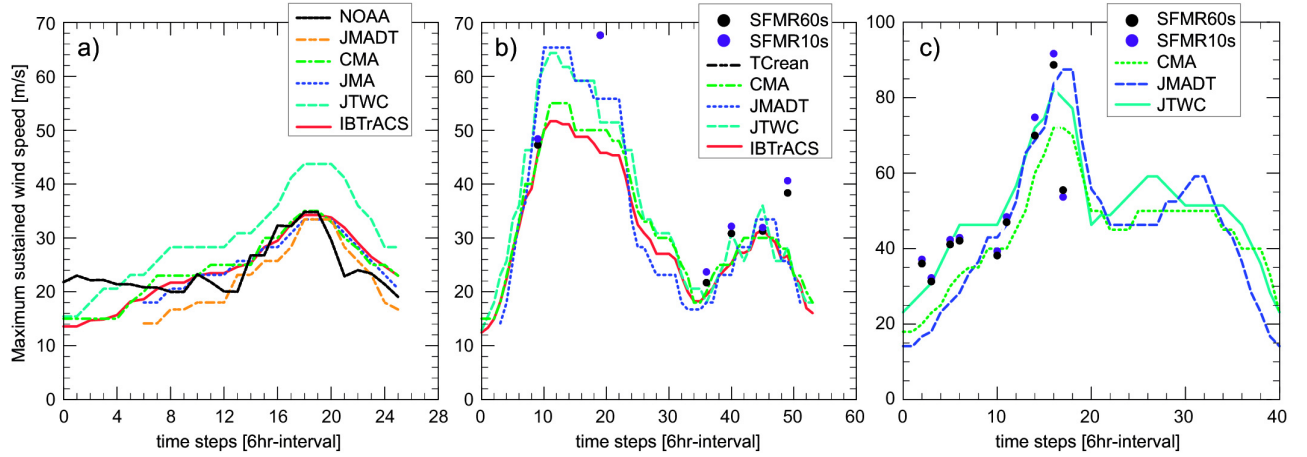 Maximum sustained wind speed [m/s]
70
60
50
40
30
20
10
0
a)
NOAA
JMADT
CMA
JMA
JTWC
IBTrACS
0 4 8 12 16 20 24 28
time steps [6hr-interval]
70
60
50
40
30
20
10
0
b)
SFMR60s
SFMR10s
TCrean
CMA
JMADT
JTWC
IBTrACS
0 10 20 30 40 50 60
time steps [6hr-interval]
100
80
60
40
20
0
c)
SFMR60s
SFMR10s
CMA
JMADT
JTWC
0 10 20 30 40
time steps [6hr-interval]